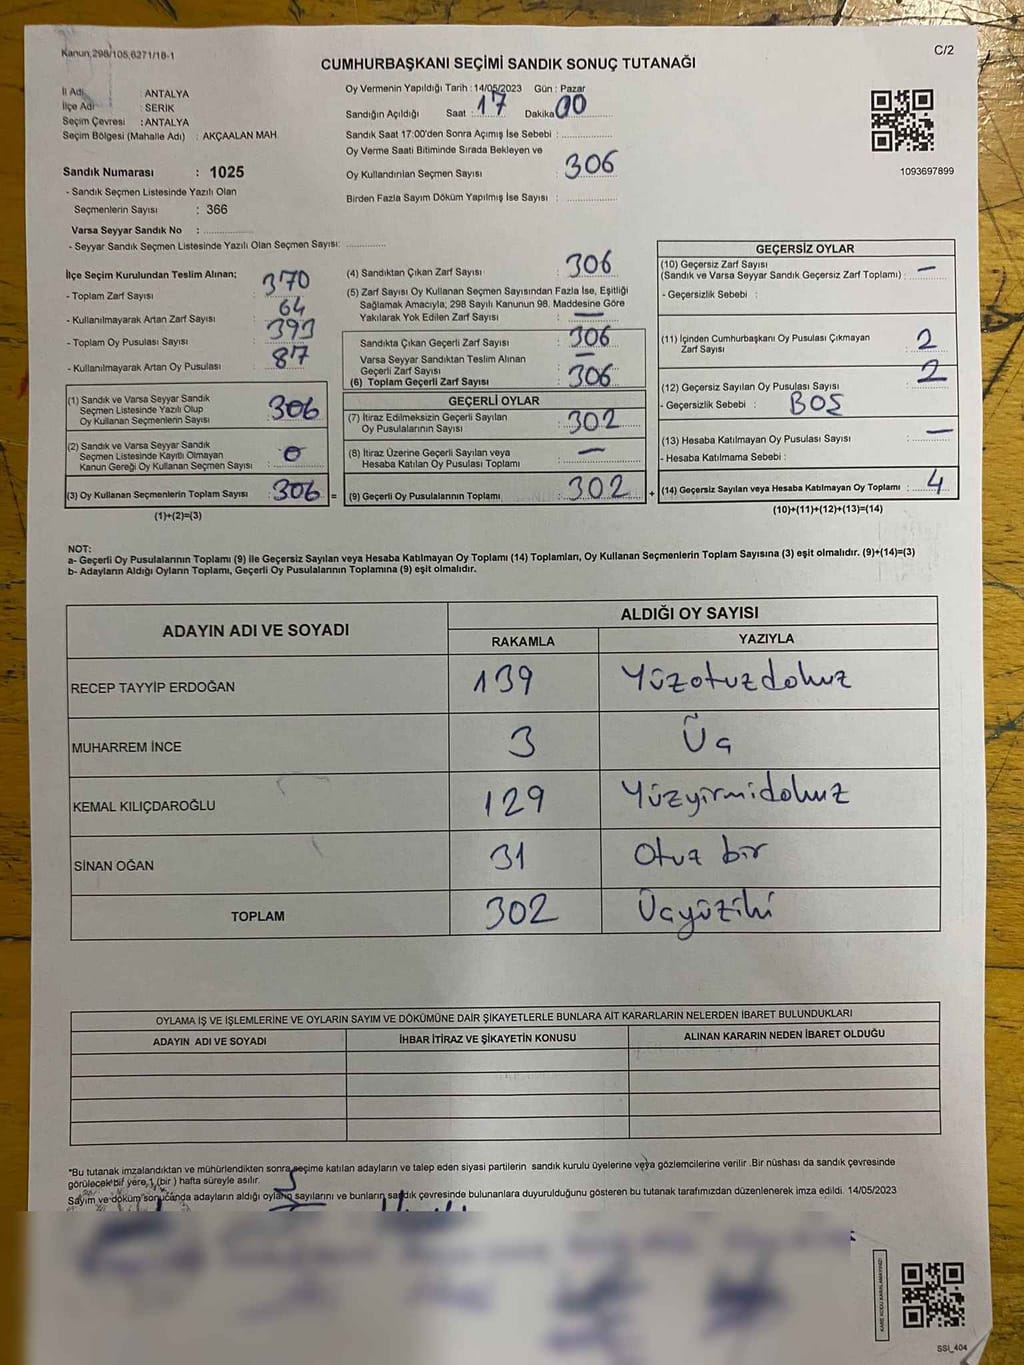 Kanun,298/105,6271/18-1
C/2
CUMHURBAŞKANI SEÇİMİ SANDIK SONUÇ TUTANAĞI
İl Adı : ANTALYA
İlçe Adı : SERİK
Seçim Çevresi : ANTALYA
Seçim Bölgesi (Mahalle Adı) : AKÇAALAN MAH.
Oy Vermenin Yapıldığı Tarih : 14/05/2023 Gün : Pazar
Sandığın Açıldığı Saat : 17 Dakika 00
Sandık Saat 17:00'den Sonra Açımış İse Sebebi :
Oy Verme Saati Bitiminde Sırada Bekleyen ve
Oy Kullandırılan Seçmen Sayısı : 306
Birden Fazla Sayım Döküm Yapılmış İse Sayısı :
1093697899
Sandık Numarası : 1025
- Sandık Seçmen Listesinde Yazılı Olan
Seçmenlerin Sayısı : 366
Varsa Seyyar Sandık No :
- Seyyar Sandık Seçmen Listesinde Yazılı Olan Seçmen Sayısı:
İlçe Seçim Kurulundan Teslim Alınan;
- Toplam Zarf Sayısı : 370
- Kullanılmayarak Artan Zarf Sayısı : 64
- Toplam Oy Pusulası Sayısı : 393
- Kullanılmayarak Artan Oy Pusulası : 87
(1) Sandık ve Varsa Seyyar Sandık
Seçmen Listesinde Yazılı Olup
Oy Kullanan Seçmenlerin Sayısı : 306
(2) Sandık ve Varsa Seyyar Sandık
Seçmen Listesinde Kayıtlı Olmayan
Kanun Gereği Oy Kullanan Seçmen Sayısı : 0
(3) Oy Kullanan Seçmenlerin Toplam Sayısı : 306 =
(1)+(2)=(3)
(4) Sandıktan Çıkan Zarf Sayısı : 306
(5) Zarf Sayısı Oy Kullanan Seçmen Sayısından Fazla İse, Eşitliği
Sağlamak Amacıyla; 298 Sayılı Kanunun 98. Maddesine Göre
Yakılarak Yok Edilen Zarf Sayısı : —
Sandıkta Çıkan Geçerli Zarf Sayısı : 306
Varsa Seyyar Sandıktan Teslim Alınan
Geçerli Zarf Sayısı : —
(6) Toplam Geçerli Zarf Sayısı : 306
GEÇERLİ OYLAR
(7) İtiraz Edilmeksizin Geçerli Sayılan
Oy Pusulalarının Sayısı : 302
(8) İtiraz Üzerine Geçerli Sayılan veya
Hesaba Katılan Oy Pusulası Toplamı : —
(9) Geçerli Oy Pusulalarının Toplamı : 302 +
GEÇERSİZ OYLAR
(10) Geçersiz Zarf Sayısı
(Sandık ve Varsa Seyyar Sandık Geçersiz Zarf Toplamı) : —
- Geçersizlik Sebebi :
(11) İçinden Cumhurbaşkanı Oy Pusulası Çıkmayan
Zarf Sayısı : 2
(12) Geçersiz Sayılan Oy Pusulası Sayısı : 2
- Geçersizlik Sebebi : BOŞ
(13) Hesaba Katılmayan Oy Pusulası Sayısı : —
- Hesaba Katılmama Sebebi :
(14) Geçersiz Sayılan veya Hesaba Katılmayan Oy Toplamı : 4
(10)+(11)+(12)+(13)=(14)
NOT:
a- Geçerli Oy Pusulalarının Toplamı (9) ile Geçersiz Sayılan veya Hesaba Katılmayan Oy Toplamı (14) Toplamları, Oy Kullanan Seçmenlerin Toplam Sayısına (3) eşit olmalıdır. (9)+(14)=(3)
b- Adayların Aldığı Oyların Toplamı, Geçerli Oy Pusulalarının Toplamına (9) eşit olmalıdır.
ADAYIN ADI VE SOYADI
ALDIĞI OY SAYISI
RAKAMLA YAZIYLA
RECEP TAYYİP ERDOĞAN 139 Yüzotuzdokuz
MUHARREM İNCE 3 Üç
KEMAL KILIÇDAROĞLU 129 Yüzyirmidokuz
SİNAN OĞAN 31 Otuz bir
TOPLAM 302 Üçyüziki
OYLAMA İŞ VE İŞLEMLERİNE VE OYLARIN SAYIM VE DÖKÜMÜNE DAİR ŞİKAYETLERLE BUNLARA AİT KARARLARIN NELERDEN İBARET BULUNDUKLARI
ADAYIN ADI VE SOYADI İHBAR İTİRAZ VE ŞİKAYETİN KONUSU ALINAN KARARIN NEDEN İBARET OLDUĞU
*Bu tutanak imzalandıktan ve mühürlendikten sonra seçime katılan adayların ve talep eden siyasi partilerin sandık kurulu üyelerine veya gözlemcilerine verilir .Bir nüshası da sandık çevresinde
görülecek bir yere 1 (bir ) hafta süreyle asılır.
Sayım ve döküm sonucanda adayların aldığı oyların sayılarını ve bunların sandık çevresinde bulunanlara duyurulduğunu gösteren bu tutanak tarafımızdan düzenlenerek imza edildi. 14/05/2023
SSI_404